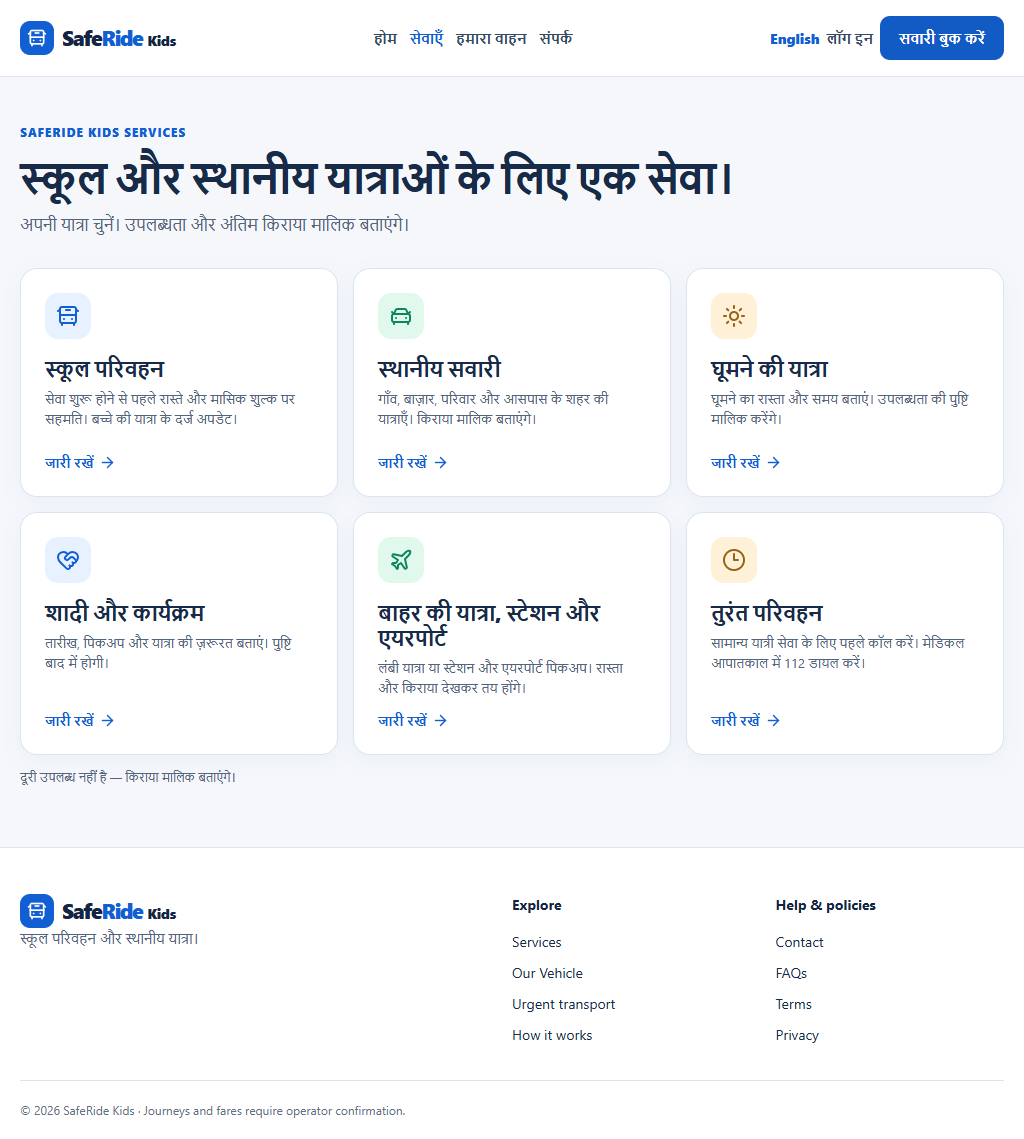 SafeRide Kids
होम सेवाएँ हमारा वाहन संपर्क
English लॉग इन सवारी बुक करें
SAFERIDE KIDS SERVICES
स्कूल और स्थानीय यात्राओं के लिए एक सेवा।
अपनी यात्रा चुनें। उपलब्धता और अंतिम किराया मालिक बताएंगे।
स्कूल परिवहन
सेवा शुरू होने से पहले रास्ते और मासिक शुल्क पर
सहमति। बच्चे की यात्रा के दर्ज अपडेट।
जारी रखें →
स्थानीय सवारी
गाँव, बाज़ार, परिवार और आसपास के शहर की
यात्राएँ। किराया मालिक बताएंगे।
जारी रखें →
घूमने की यात्रा
घूमने का रास्ता और समय बताएं। उपलब्धता की पुष्टि
मालिक करेंगे।
जारी रखें →
शादी और कार्यक्रम
तारीख, पिकअप और यात्रा की ज़रूरत बताएं। पुष्टि
बाद में होगी।
जारी रखें →
बाहर की यात्रा, स्टेशन और
एयरपोर्ट
लंबी यात्रा या स्टेशन और एयरपोर्ट पिकअप। रास्ता
और किराया देखकर तय होंगे।
जारी रखें →
तुरंत परिवहन
सामान्य यात्री सेवा के लिए पहले कॉल करें। मेडिकल
आपातकाल में 112 डायल करें।
जारी रखें →
दूरी उपलब्ध नहीं है — किराया मालिक बताएंगे।
SafeRide Kids
स्कूल परिवहन और स्थानीय यात्रा।
Explore
Services
Our Vehicle
Urgent transport
How it works
Help & policies
Contact
FAQs
Terms
Privacy
© 2026 SafeRide Kids · Journeys and fares require operator confirmation.